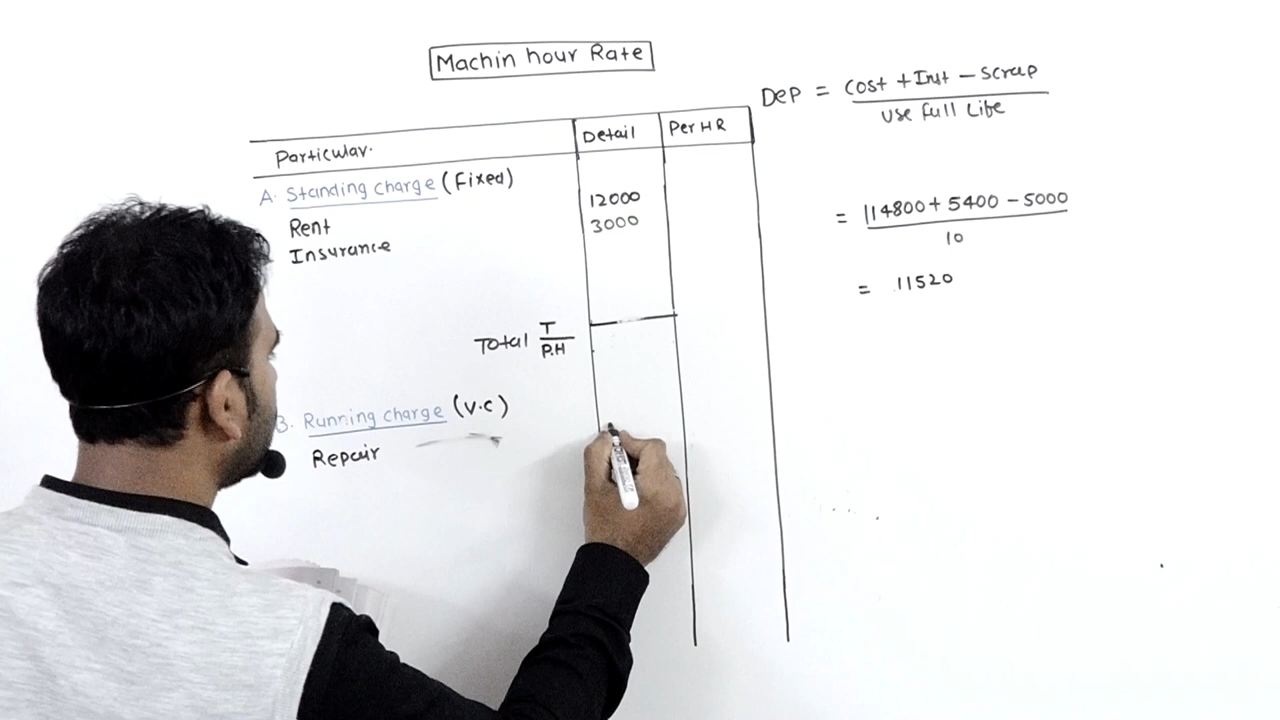 Machin hour Rate
Dep = Cost + Inst - Scrap
Use Full Life
Particular. Detail Per HR
A. Standing charge (Fixed)
Rent 12000
Insurance 3000
= 114800 + 5400 - 5000
10
= 11520
Total T
P.H
B. Running charge (V.C)
Repair